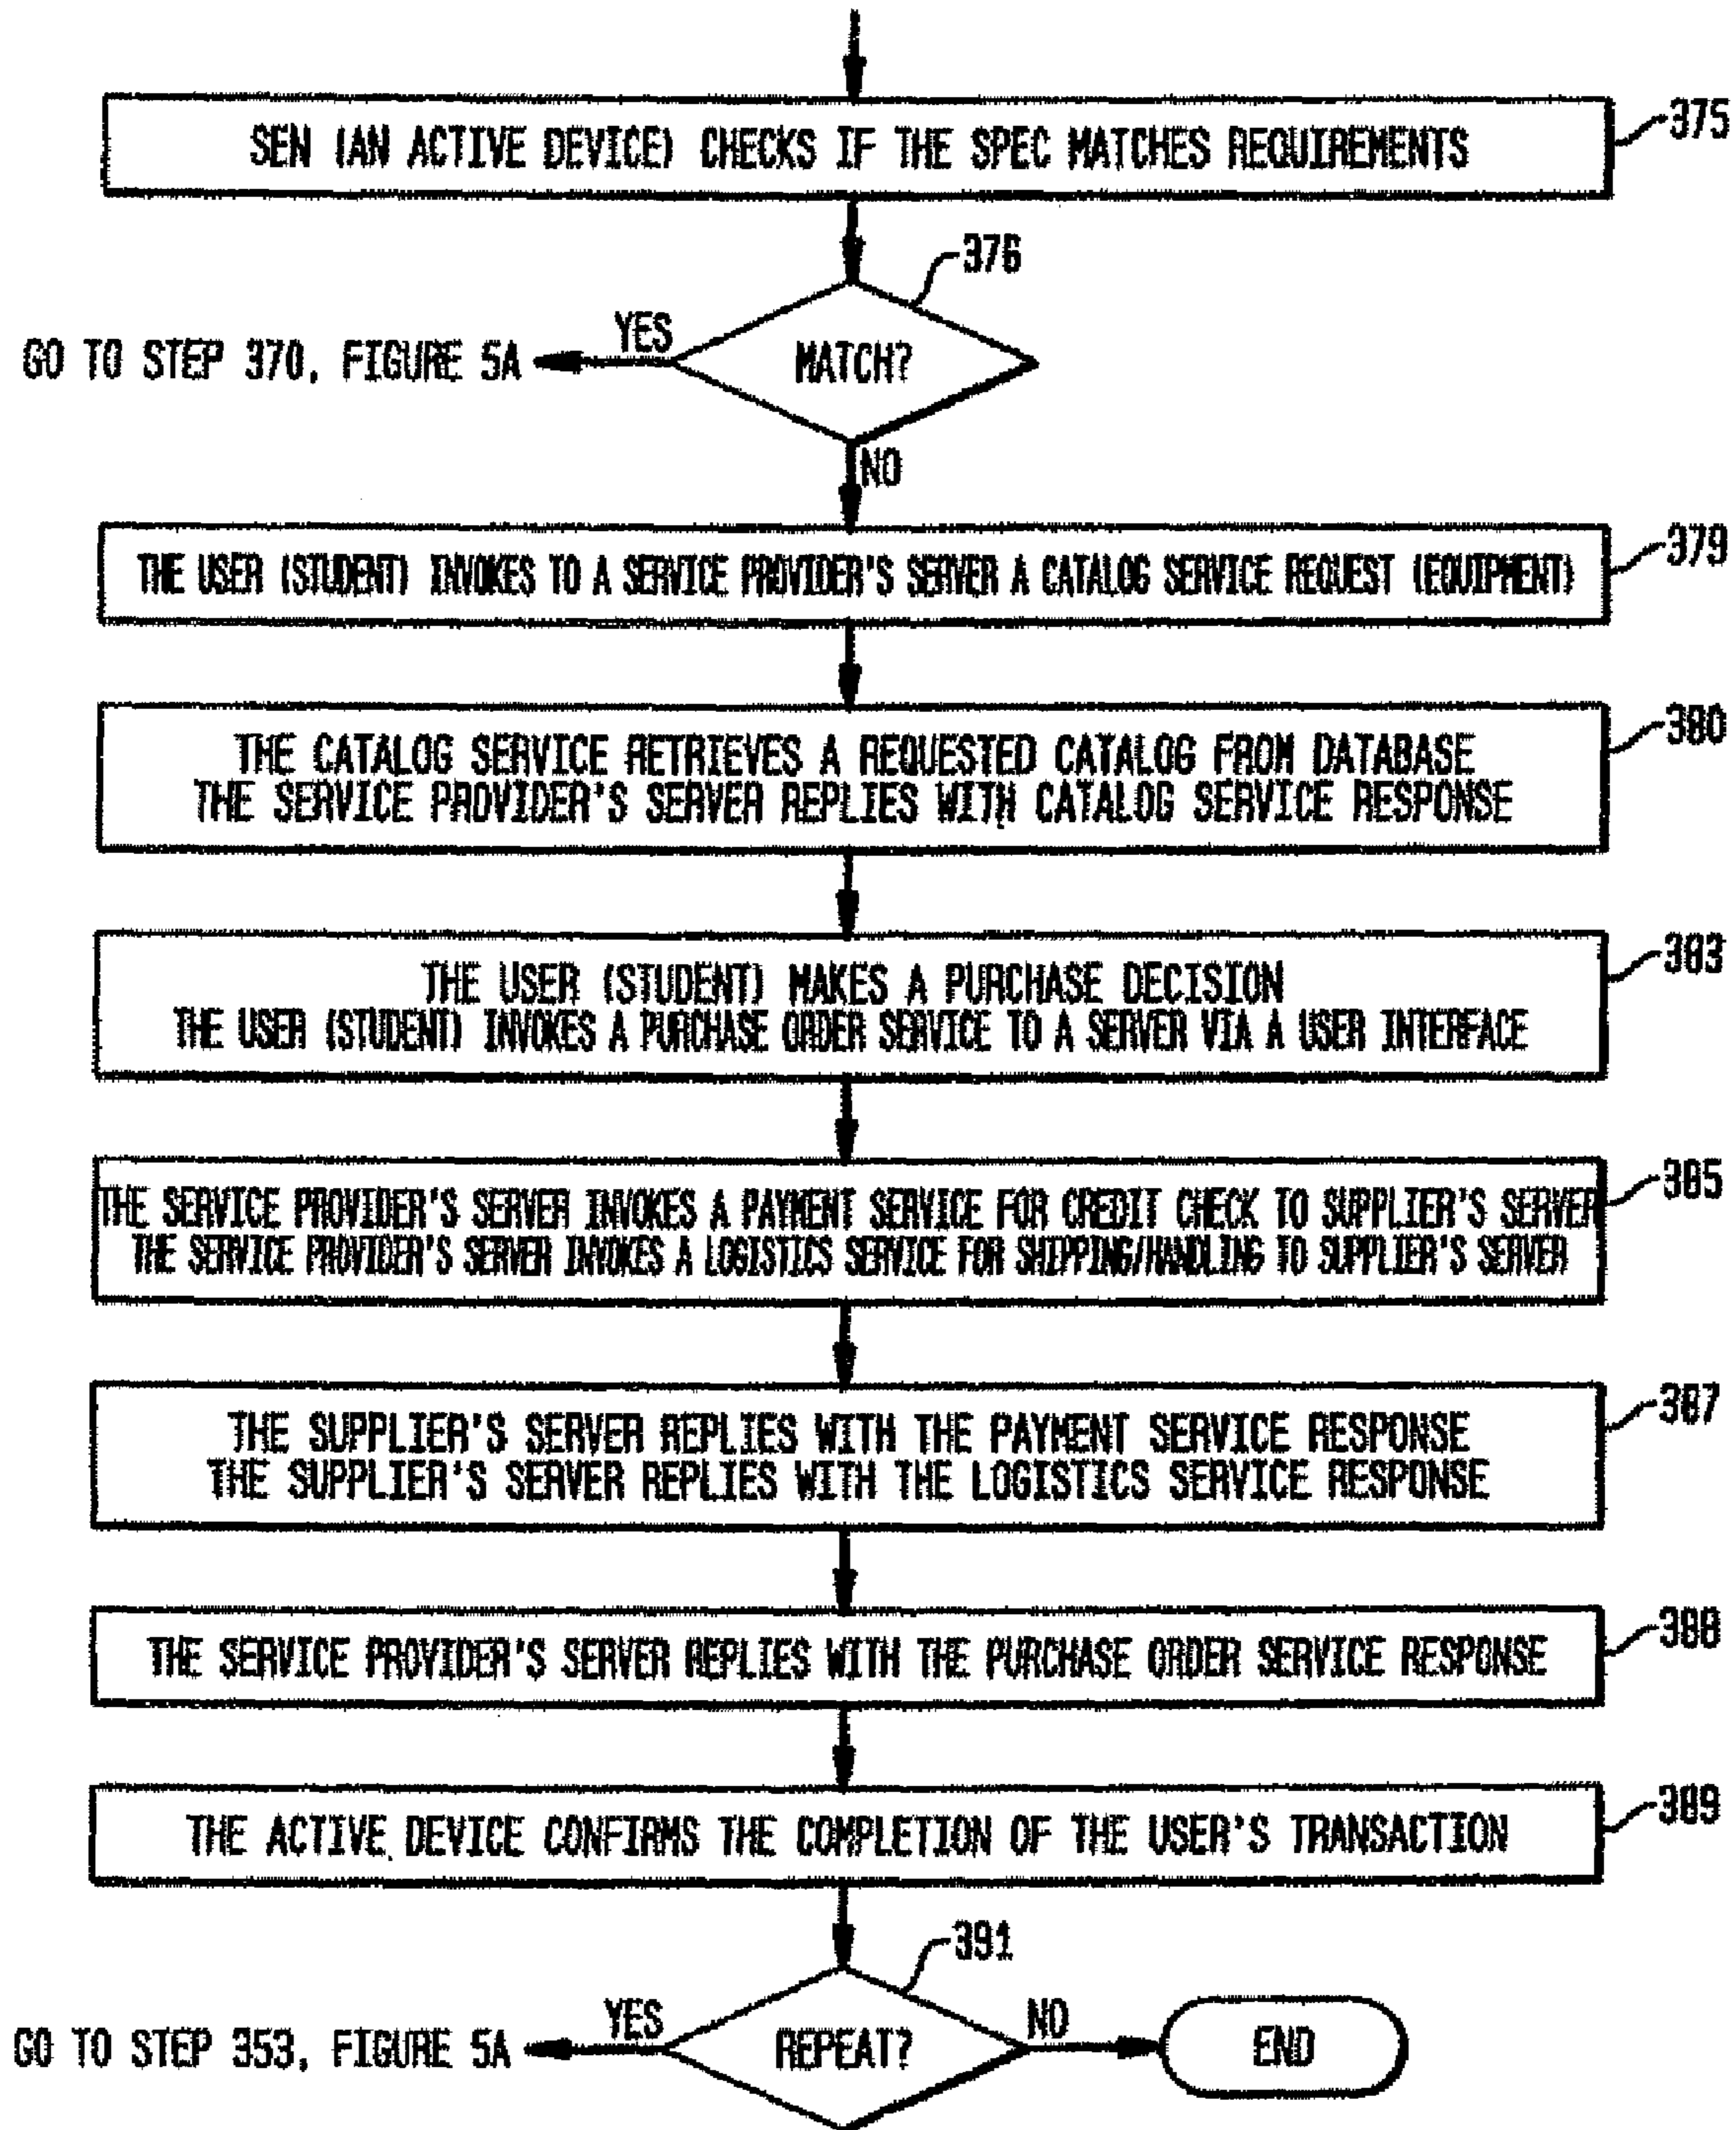 SEN (AN ACTIVE DEVICE) CHECKS IF THE SPEC MATCHES REQUIREMENTS
375
376
YES
GO TO STEP 370, FIGURE 5A
MATCH?
NO
THE USER (STUDENT) INVOKES TO A SERVICE PROVIDER'S SERVER A CATALOG SERVICE REQUEST (EQUIPMENT)
379
THE CATALOG SERVICE RETRIEVES A REQUESTED CATALOG FROM DATABASE
THE SERVICE PROVIDER'S SERVER REPLIES WITH CATALOG SERVICE RESPONSE
380
THE USER (STUDENT) MAKES A PURCHASE DECISION
THE USER (STUDENT) INVOKES A PURCHASE ORDER SERVICE TO A SERVER VIA A USER INTERFACE
383
THE SERVICE PROVIDER'S SERVER INVOKES A PAYMENT SERVICE FOR CREDIT CHECK TO SUPPLIER'S SERVER
THE SERVICE PROVIDER'S SERVER INVOKES A LOGISTICS SERVICE FOR SHIPPING/HANDLING TO SUPPLIER'S SERVER
385
THE SUPPLIER'S SERVER REPLIES WITH THE PAYMENT SERVICE RESPONSE
THE SUPPLIER'S SERVER REPLIES WITH THE LOGISTICS SERVICE RESPONSE
387
THE SERVICE PROVIDER'S SERVER REPLIES WITH THE PURCHASE ORDER SERVICE RESPONSE
388
THE ACTIVE DEVICE CONFIRMS THE COMPLETION OF THE USER'S TRANSACTION
389
391
YES
NO
GO TO STEP 353, FIGURE 5A
REPEAT?
END